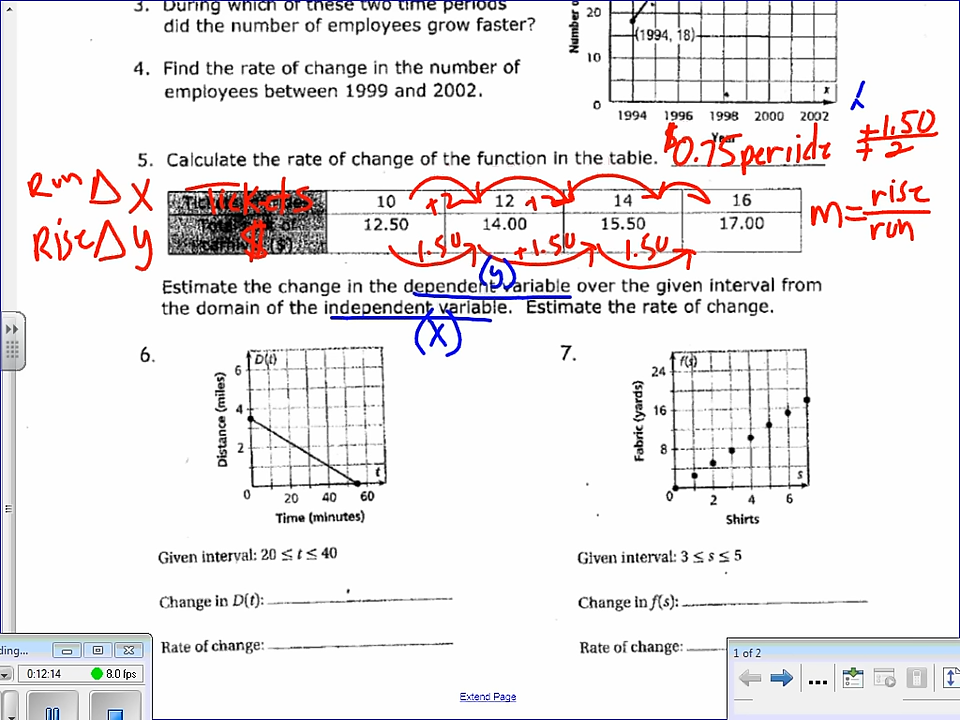 3. During which of these two time periods
did the number of employees grow faster?
4. Find the rate of change in the number of
employees between 1999 and 2002.
Number
20
10
0
(1994, 18)
x
1994 1996 1998 2000 2002
Year
5. Calculate the rate of change of the function in the table.
$0.75 per ride
+1.50
+2
Run Δ X
Tickets
10 12 14 16
+2 +2
Rise Δ y
$
12.50 14.00 15.50 17.00
1.50 +1.50 1.50
m = rise
run
(y)
Estimate the change in the dependent variable over the given interval from
the domain of the independent variable. Estimate the rate of change.
(X)
6.
D(t)
Distance (miles)
6
4
2
t
0 20 40 60
Time (minutes)
Given interval: 20 ≤ t ≤ 40
Change in D(t):
Rate of change:
7.
f(s)
Fabric (yards)
24
16
8
s
0 2 4 6
Shirts
Given interval: 3 ≤ s ≤ 5
Change in f(s):
Rate of change:
ding...
0:12:14 8.0 fps
Extend Page
1 of 2